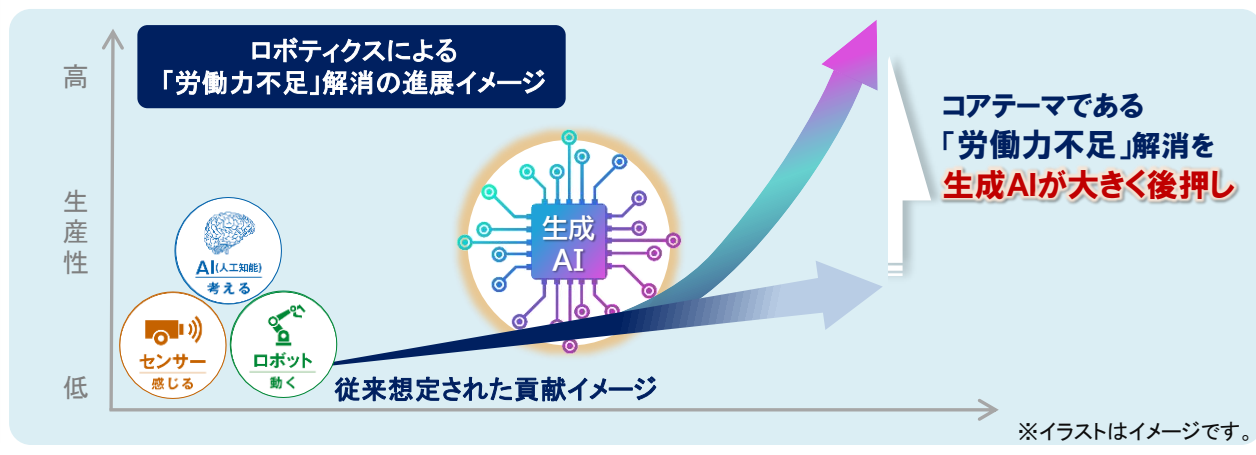 ロボティクスによる
「労働力不足」解消の進展イメージ
高
生産性
低
AI(人工知能)
考える
センサー
感じる
ロボット
動く
生成
AI
従来想定された貢献イメージ
コアテーマである
「労働力不足」解消を
生成AIが大きく後押し
※イラストはイメージです。